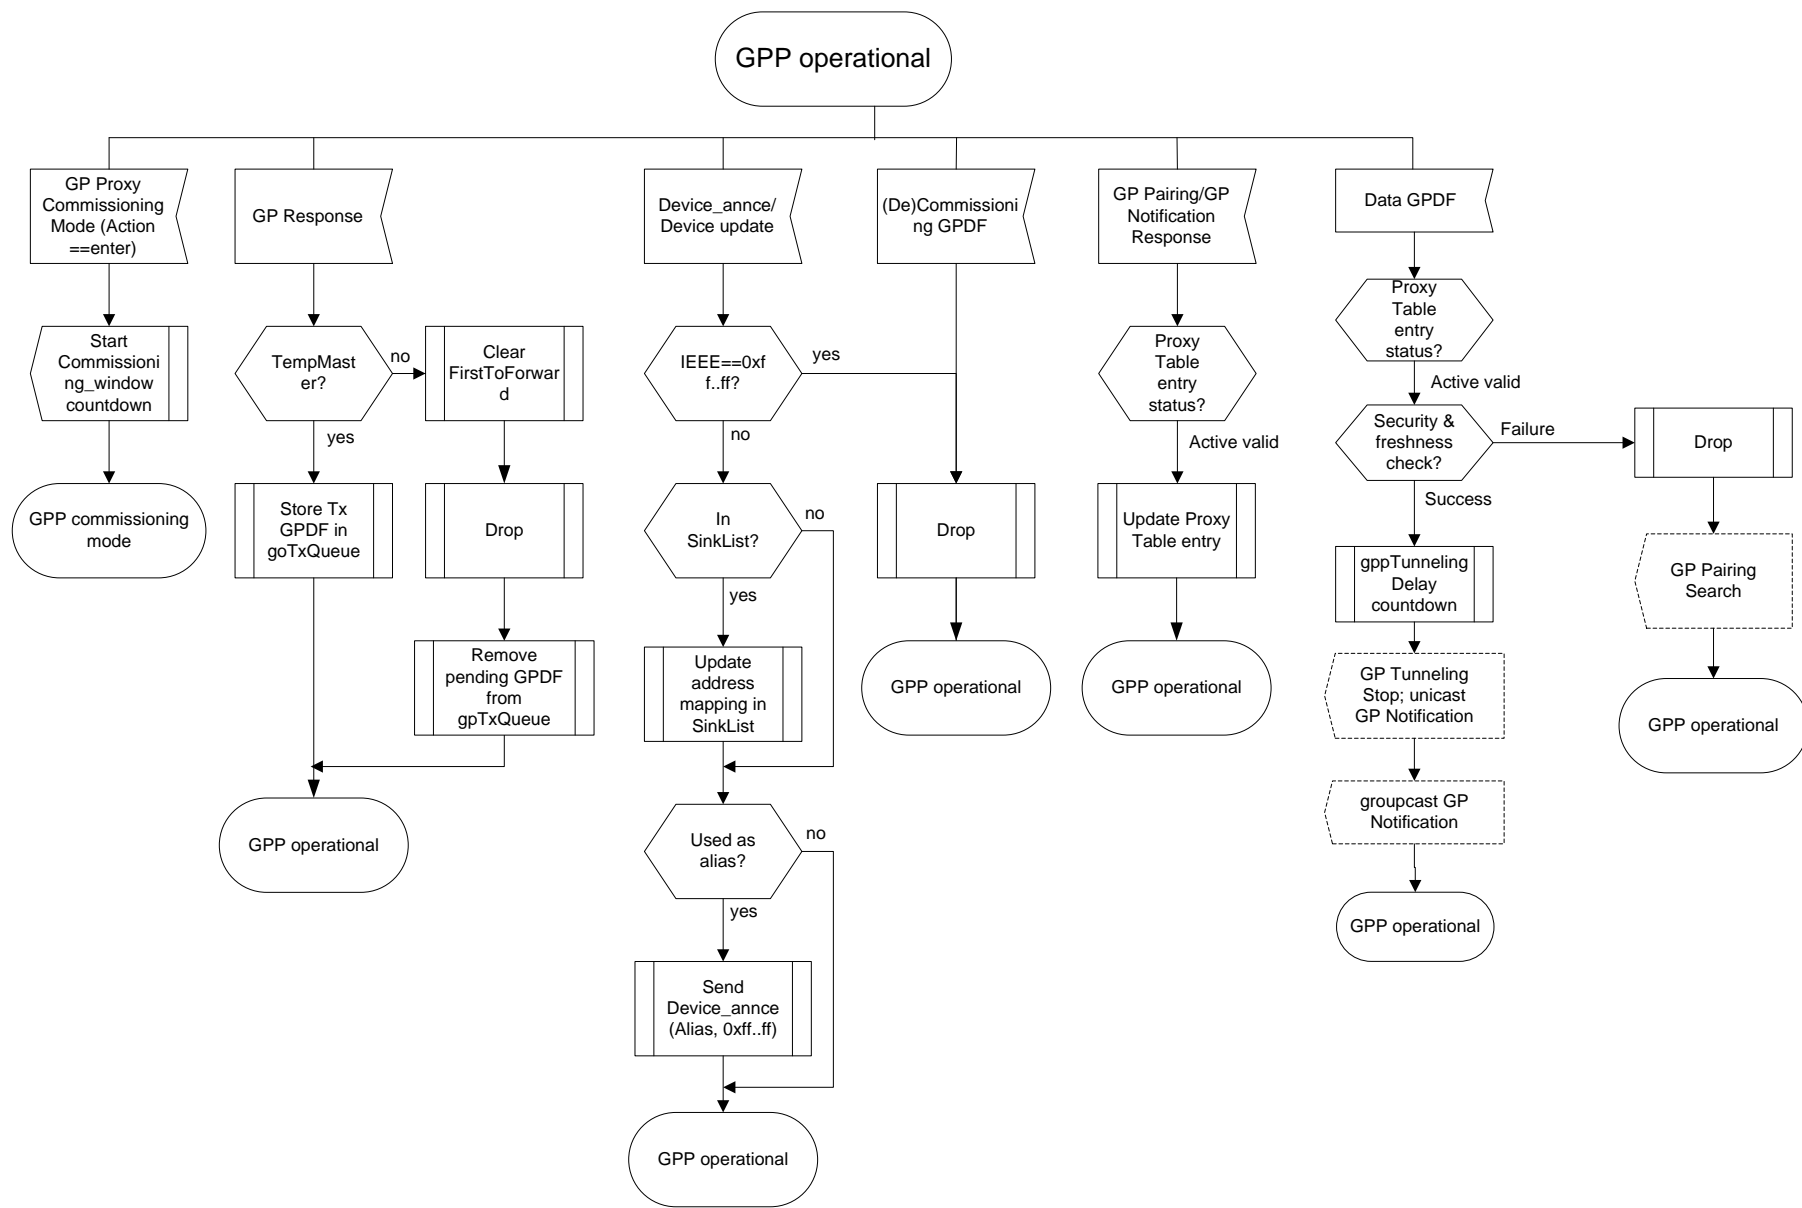 GPP operational
GP Proxy
Commissioning
Mode (Action
==enter)
GP Response
Device_annce/
Device update
(De)Commissioni
ng GPDF
GP Pairing/GP
Notification
Response
Data GPDF
Start
Commissioni
ng_window
countdown
GPP commissioning
mode
TempMast
er?
no
yes
Clear
FirstToForwar
d
Store Tx
GPDF in
goTxQueue
Drop
Remove
pending GPDF
from
gpTxQueue
GPP operational
IEEE==0xf
f..ff?
yes
no
In
SinkList?
no
yes
Update
address
mapping in
SinkList
Used as
alias?
no
yes
Send
Device_annce
(Alias, 0xff..ff)
GPP operational
Drop
GPP operational
Proxy
Table
entry
status?
Active valid
Update Proxy
Table entry
GPP operational
Proxy
Table
entry
status?
Active valid
Security &
freshness
check?
Failure
Success
gppTunneling
Delay
countdown
GP Tunneling
Stop; unicast
GP Notification
groupcast GP
Notification
GPP operational
Drop
GP Pairing
Search
GPP operational